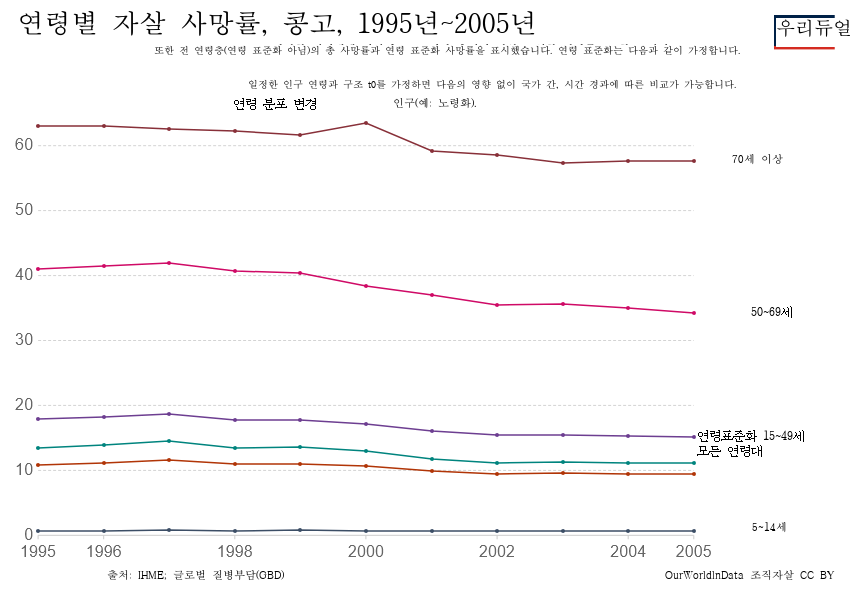 연령별 자살 사망률, 콩고, 1995년~2005년
우리듀얼
또한 전 연령층(연령 표준화 아님)의 총 사망률과 연령 표준화 사망률을 표시했습니다. 연령 표준화는 다음과 같이 가정합니다.
일정한 인구 연령과 구조 t0를 가정하면 다음의 영향 없이 국가 간, 시간 경과에 따른 비교가 가능합니다.
연령 분포 변경 인구(예: 노령화).
60
70세 이상
50
40
50~69세
30
20
연령표준화 15~49세
모든 연령대
10
5~14세
0
1995 1996 1998 2000 2002 2004 2005
출처: IHME; 글로벌 질병부담(GBD)
OurWorldInData 조직자살 CC BY